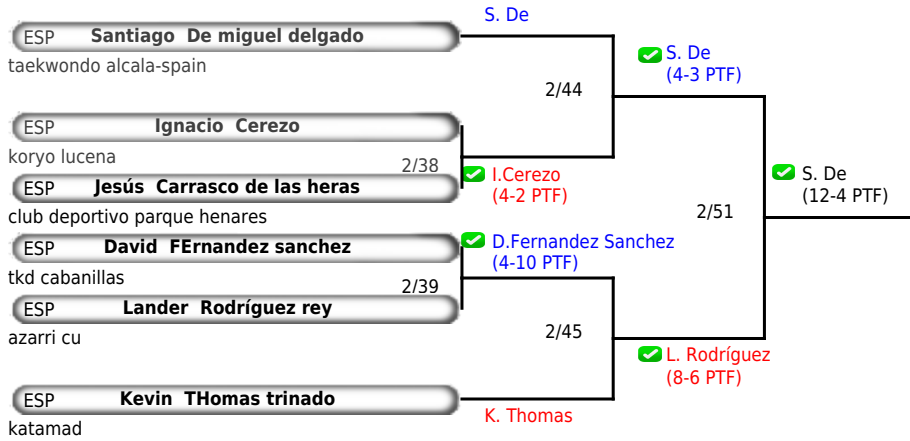 S. De
ESP Santiago De miguel delgado
taekwondo alcala-spain
S. De
(4-3 PTF)
2/44
ESP Ignacio Cerezo
koryo lucena
2/38
I.Cerezo
(4-2 PTF)
ESP Jesús Carrasco de las heras
club deportivo parque henares
S. De
(12-4 PTF)
2/51
ESP David FErnandez sanchez
tkd cabanillas
D.Fernandez Sanchez
(4-10 PTF)
2/39
ESP Lander Rodríguez rey
azarri cu
2/45
L. Rodríguez
(8-6 PTF)
ESP Kevin THomas trinado
katamad
K. Thomas